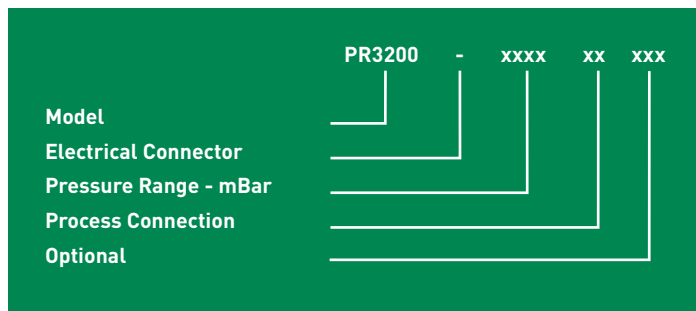 PR3200 - xxxx xx xxx
Model
Electrical Connector
Pressure Range - mBar
Process Connection
Optional